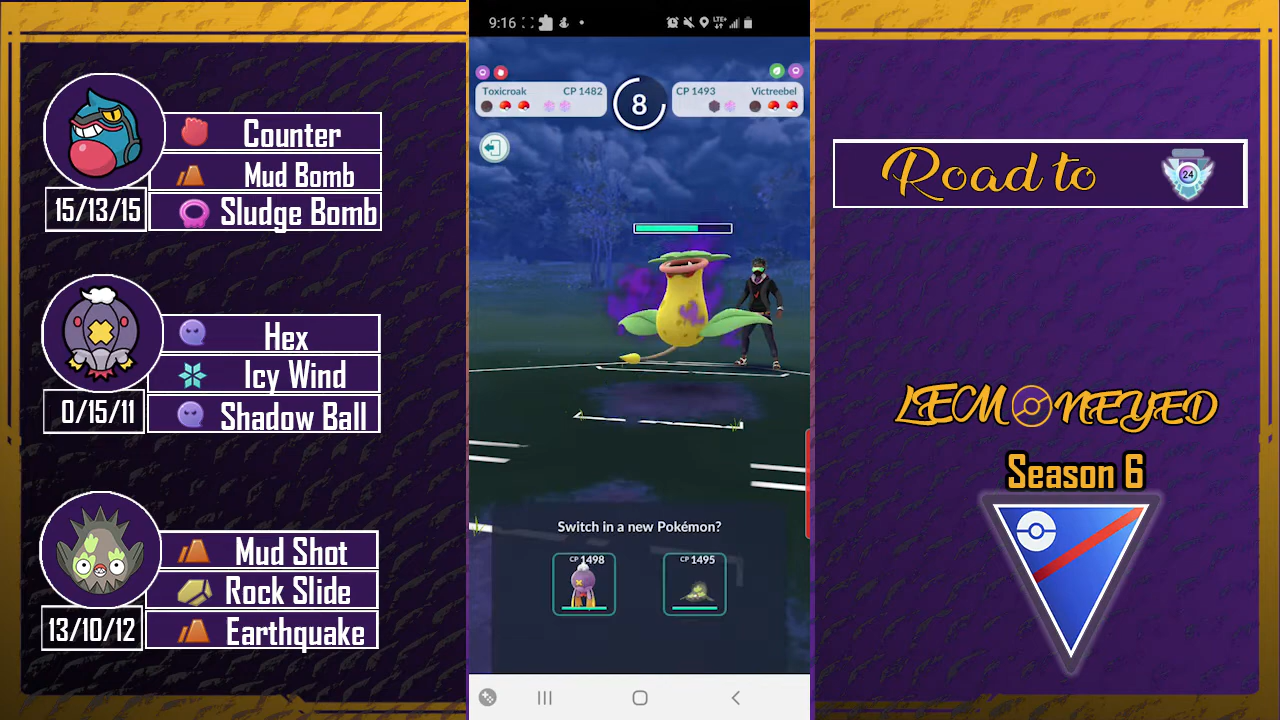 Counter
Mud Bomb
15/13/15
Sludge Bomb
Hex
Icy Wind
0/15/11
Shadow Ball
Mud Shot
Rock Slide
13/10/12
Earthquake
9:16
LTE+
Toxicroak CP 1482
8
CP 1493 Victreebel
Switch in a new Pokémon?
CP 1498
CP 1495
Road to
24
LECMONEYED
Season 6